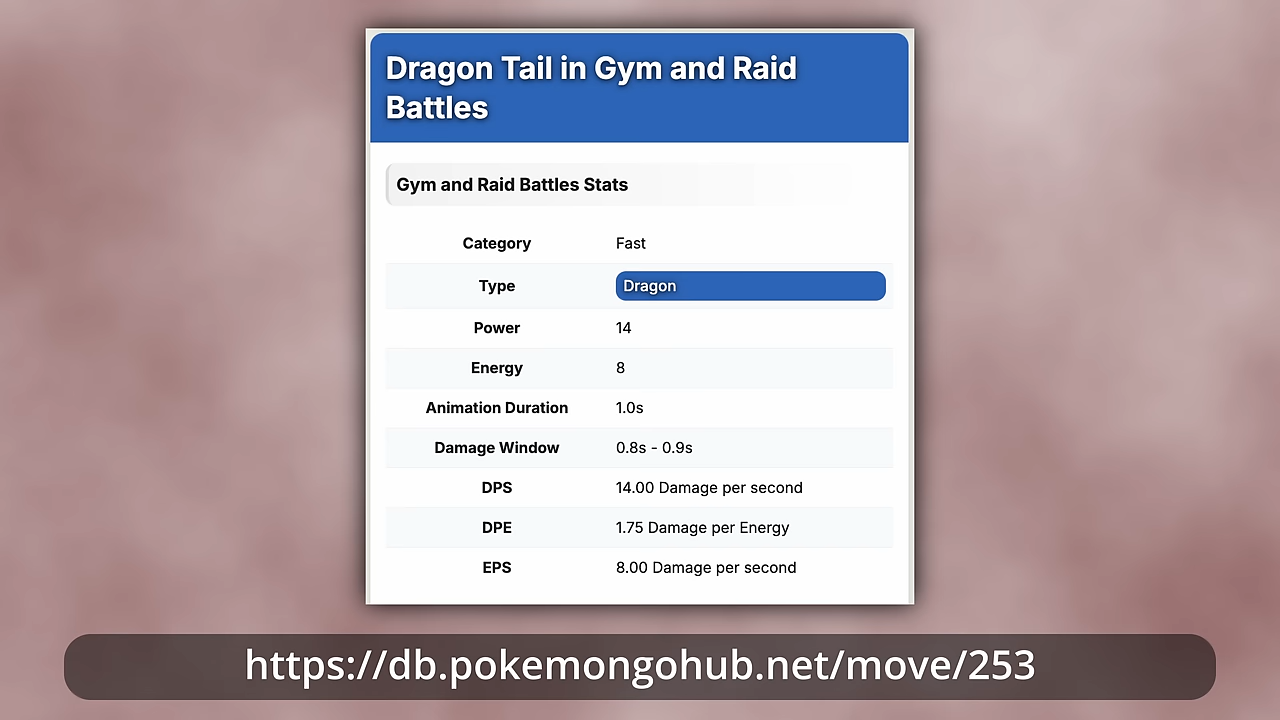 Dragon Tail in Gym and Raid
Battles
Gym and Raid Battles Stats
Category Fast
Type Dragon
Power 14
Energy 8
Animation Duration 1.0s
Damage Window 0.8s - 0.9s
DPS 14.00 Damage per second
DPE 1.75 Damage per Energy
EPS 8.00 Damage per second
https://db.pokemongohub.net/move/253